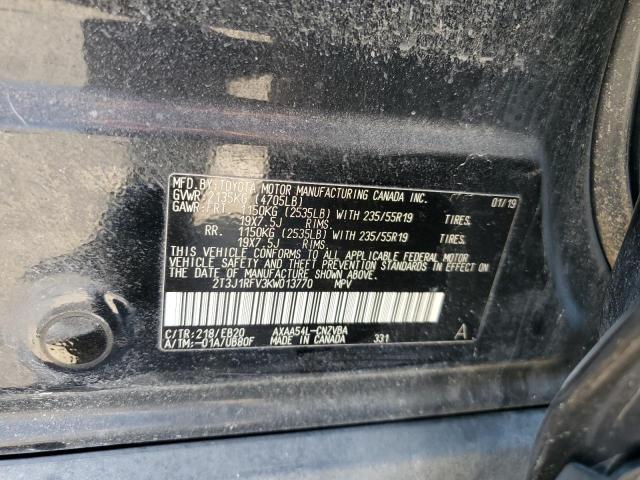 MFD.BY:TOYOTA MOTOR MANUFACTURING CANADA INC.
GVWR:2135KG (4705LB) 01/19
GAWR:FRT. 1150KG (2535LB) WITH 235/55R19 TIRES.
19X7.5J RIMS.
RR. 1150KG (2535LB) WITH 235/55R19 TIRES.
19X7.5J RIMS.
THIS VEHICLE CONFORMS TO ALL APPLICABLE FEDERAL MOTOR
VEHICLE SAFETY AND THEFT PREVENTION STANDARDS IN
EFFECT ON THE DATE OF MANUFACTURE SHOWN ABOVE.
2T3J1RFV3KW013770 MPV
C/TR:218/EB20 AXAA54L-CNZVBA A
A/TM:-01A/UB80F MADE IN CANADA 331